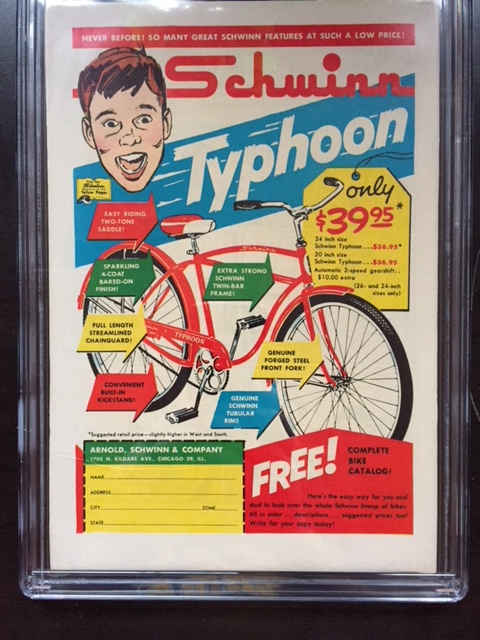 NEVER BEFORE! SO MANY GREAT SCHWINN FEATURES AT SUCH A LOW PRICE!
Schwinn
Typhoon
Schwinn
Yellow Pages
only
$39.95*
24 inch size
Schwinn Typhoon...$38.95*
20 inch size
Schwinn Typhoon...$36.95
Automatic 2-speed gearshift..
$10.00 extra
(26- and 24-inch
sizes only)
EASY RIDING,
TWO-TONE
SADDLE!
SPARKLING
4-COAT
BAKED-ON
FINISH!
EXTRA STRONG
SCHWINN
TWIN-BAR
FRAME!
Schwinn
FULL LENGTH
STREAMLINED
CHAINGUARD!
TYPHOON
GENUINE
FORGED STEEL
FRONT FORK!
CONVENIENT
BUILT-IN
KICKSTAND!
GENUINE
SCHWINN
TUBULAR
RIMS
*Suggested retail price—slightly higher in West and South.
ARNOLD, SCHWINN & COMPANY
1702 N. KILDARE AVE., CHICAGO 39, ILL.
NAME
ADDRESS
CITY ZONE
STATE
FREE!
COMPLETE
BIKE
CATALOG!
Here's the easy way for you and
dad to look over the whole Schwinn lineup of bikes.
All in color . . . descriptions . . . suggested prices too!
Write for your copy today!